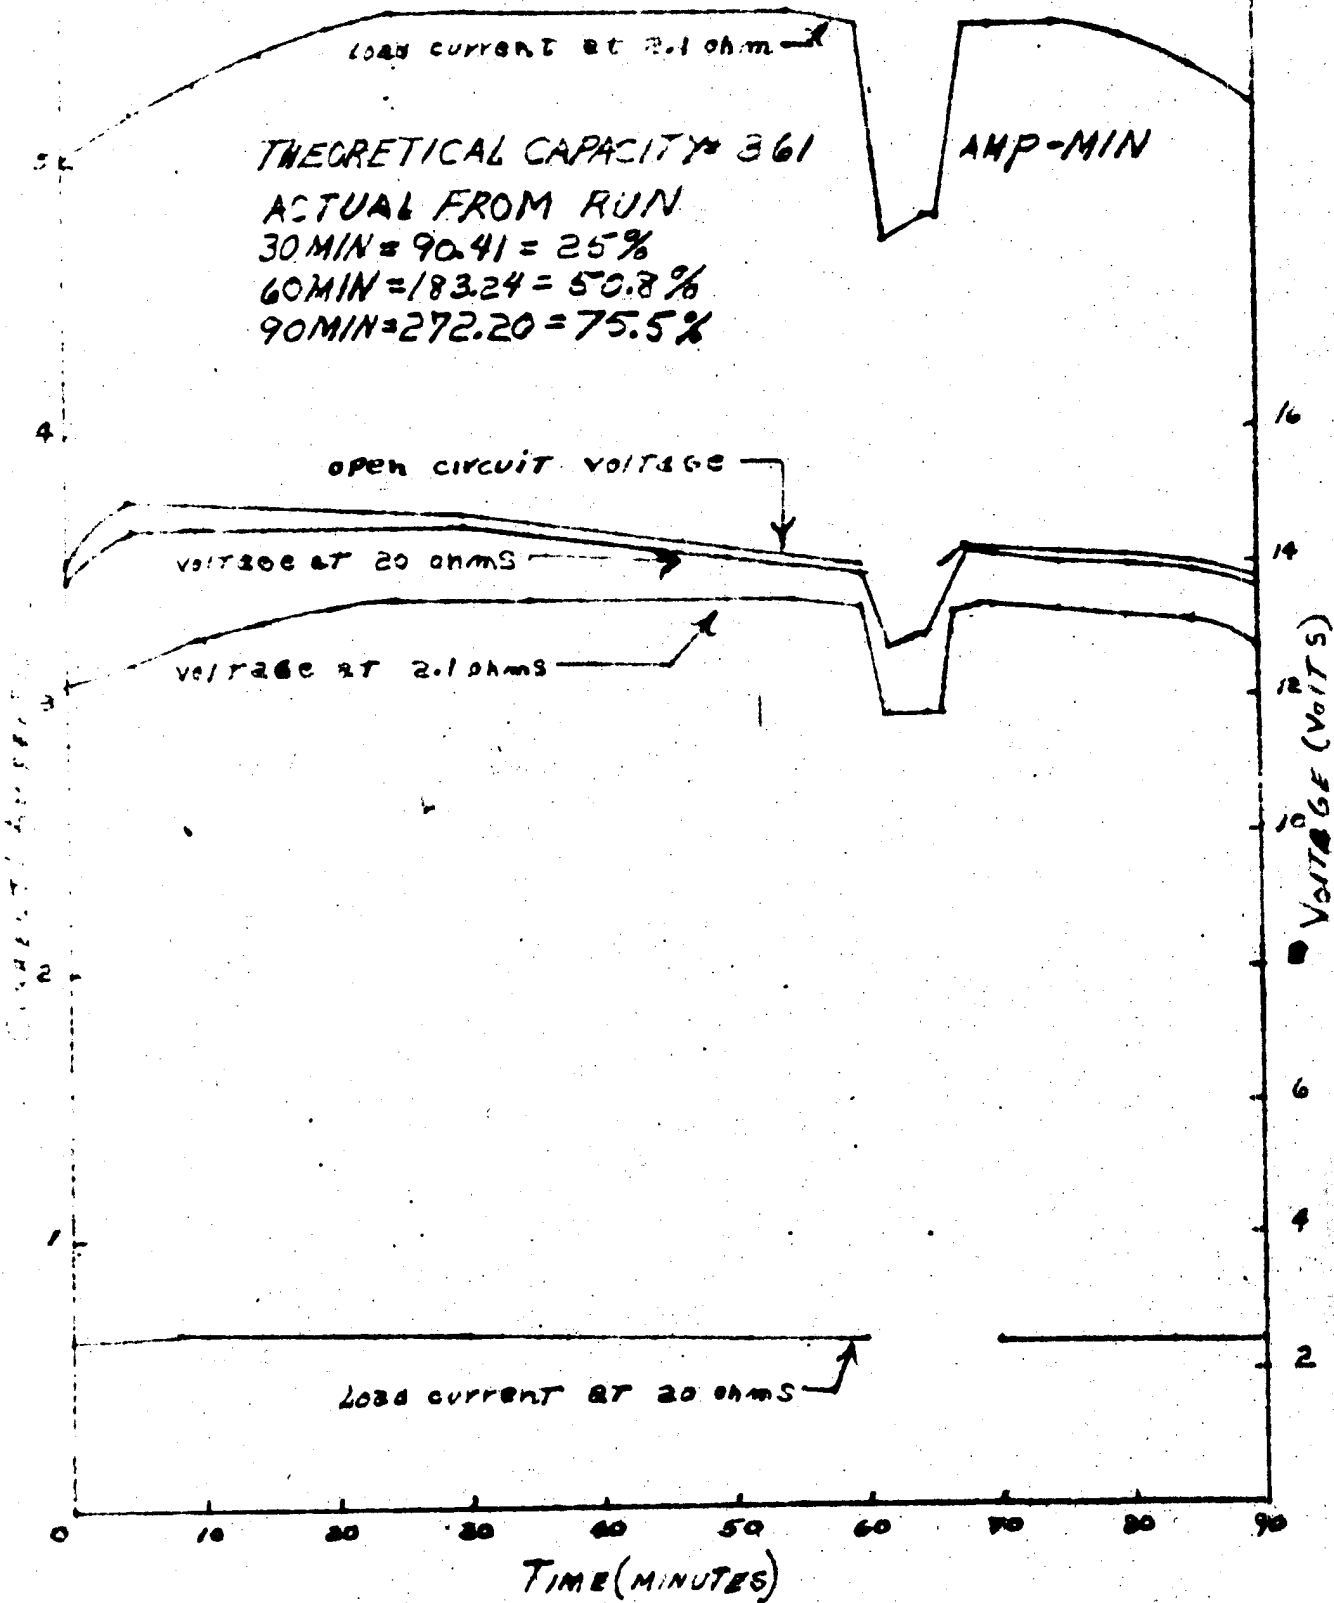 Load current at 2.1 ohm
5
THEORETICAL CAPACITY= 361 AMP-MIN
ACTUAL FROM RUN
30 MIN = 90.41 = 25%
60 MIN = 183.24 = 50.8%
90 MIN = 272.20 = 75.5%
4
16
open circuit voltage
14
voltage at 20 ohms
voltage at 2.1 ohms
3
12
VOLTAGE (VOLTS)
10
2
6
1
4
2
Load current at 20 ohms
0 10 20 30 40 50 60 70 80 90
TIME (MINUTES)